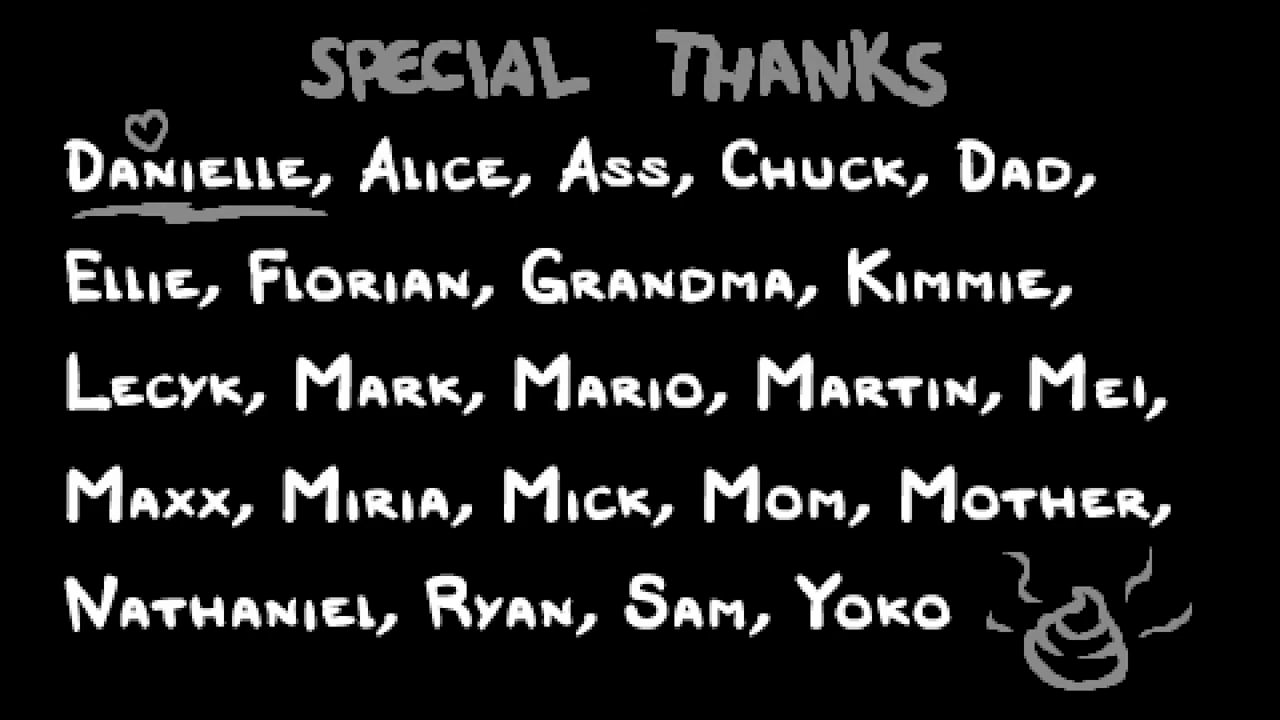 SPECIAL THANKS
DANIELLE, ALICE, ASS, CHUCK, DAD,
ELLIE, FLORIAN, GRANDMA, KIMMIE,
LECYK, MARK, MARIO, MARTIN, MEI,
MAXX, MIRIA, MICK, MOM, MOTHER,
NATHANIEL, RYAN, SAM, YOKO